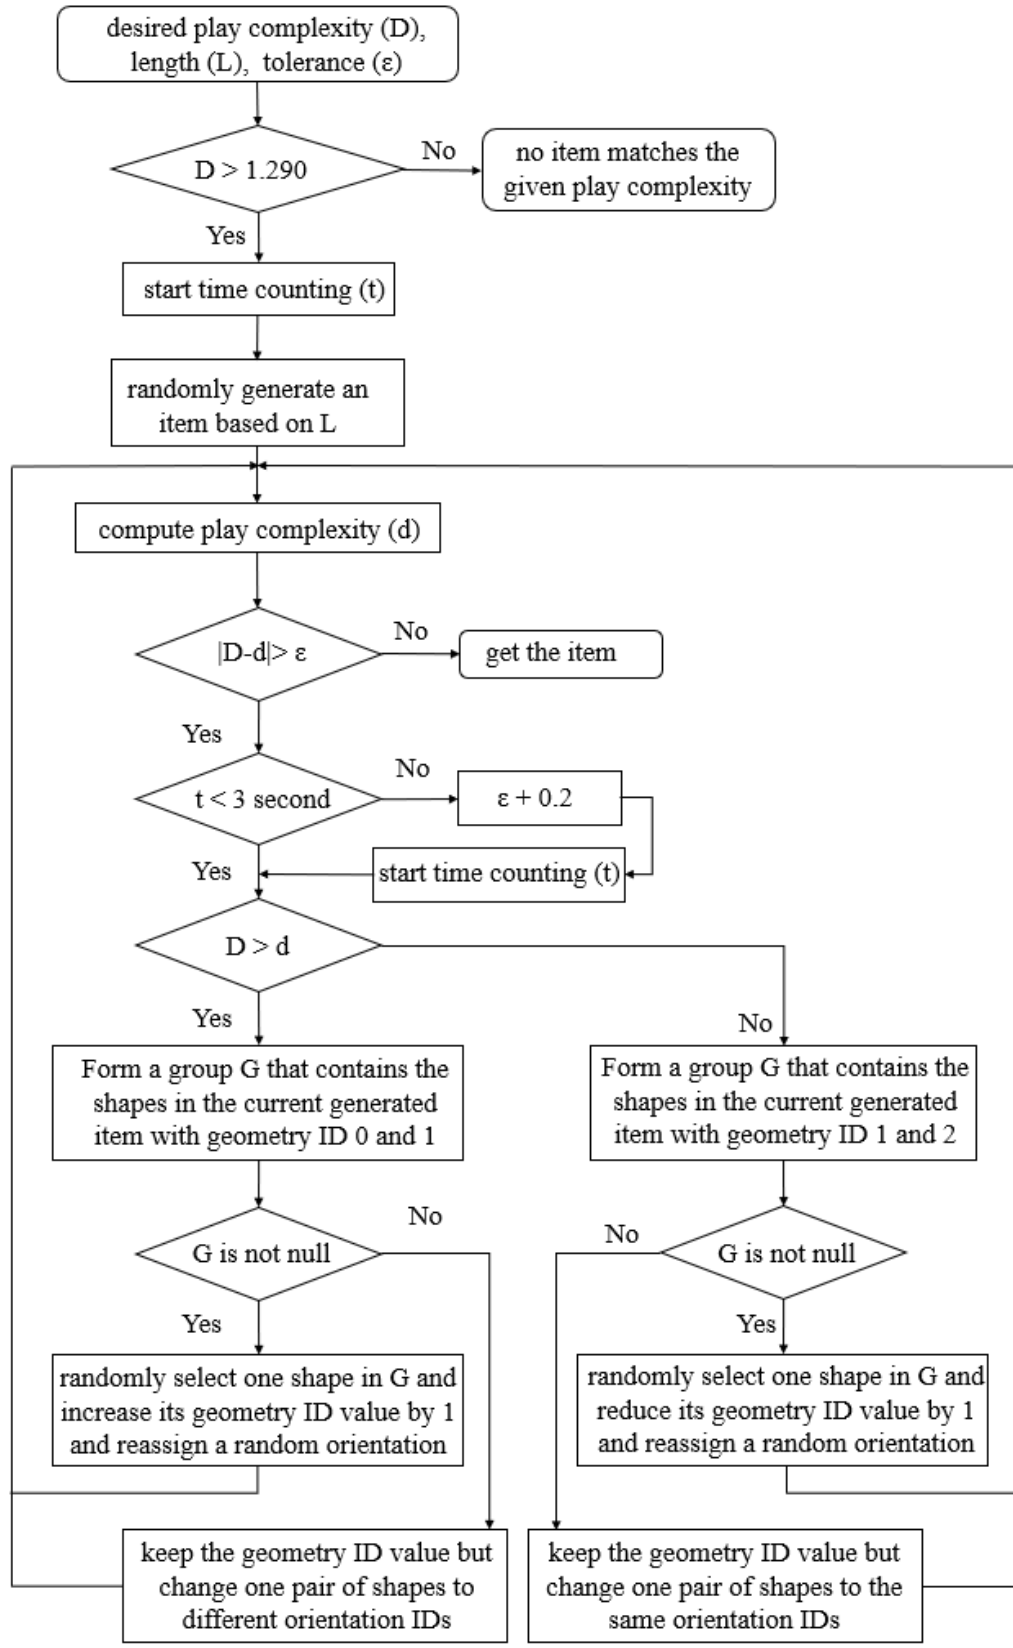 desired play complexity (D),
length (L), tolerance (ε)
D > 1.290
No
no item matches the
given play complexity
Yes
start time counting (t)
randomly generate an
item based on L
compute play complexity (d)
|D-d|> ε
No
get the item
Yes
t < 3 second
No
ε + 0.2
Yes
start time counting (t)
D > d
Yes
No
Form a group G that contains the
shapes in the current generated
item with geometry ID 0 and 1
Form a group G that contains the
shapes in the current generated
item with geometry ID 1 and 2
G is not null
No
No
G is not null
Yes
Yes
randomly select one shape in G and
increase its geometry ID value by 1
and reassign a random orientation
randomly select one shape in G and
reduce its geometry ID value by 1
and reassign a random orientation
keep the geometry ID value but
change one pair of shapes to
different orientation IDs
keep the geometry ID value but
change one pair of shapes to the
same orientation IDs